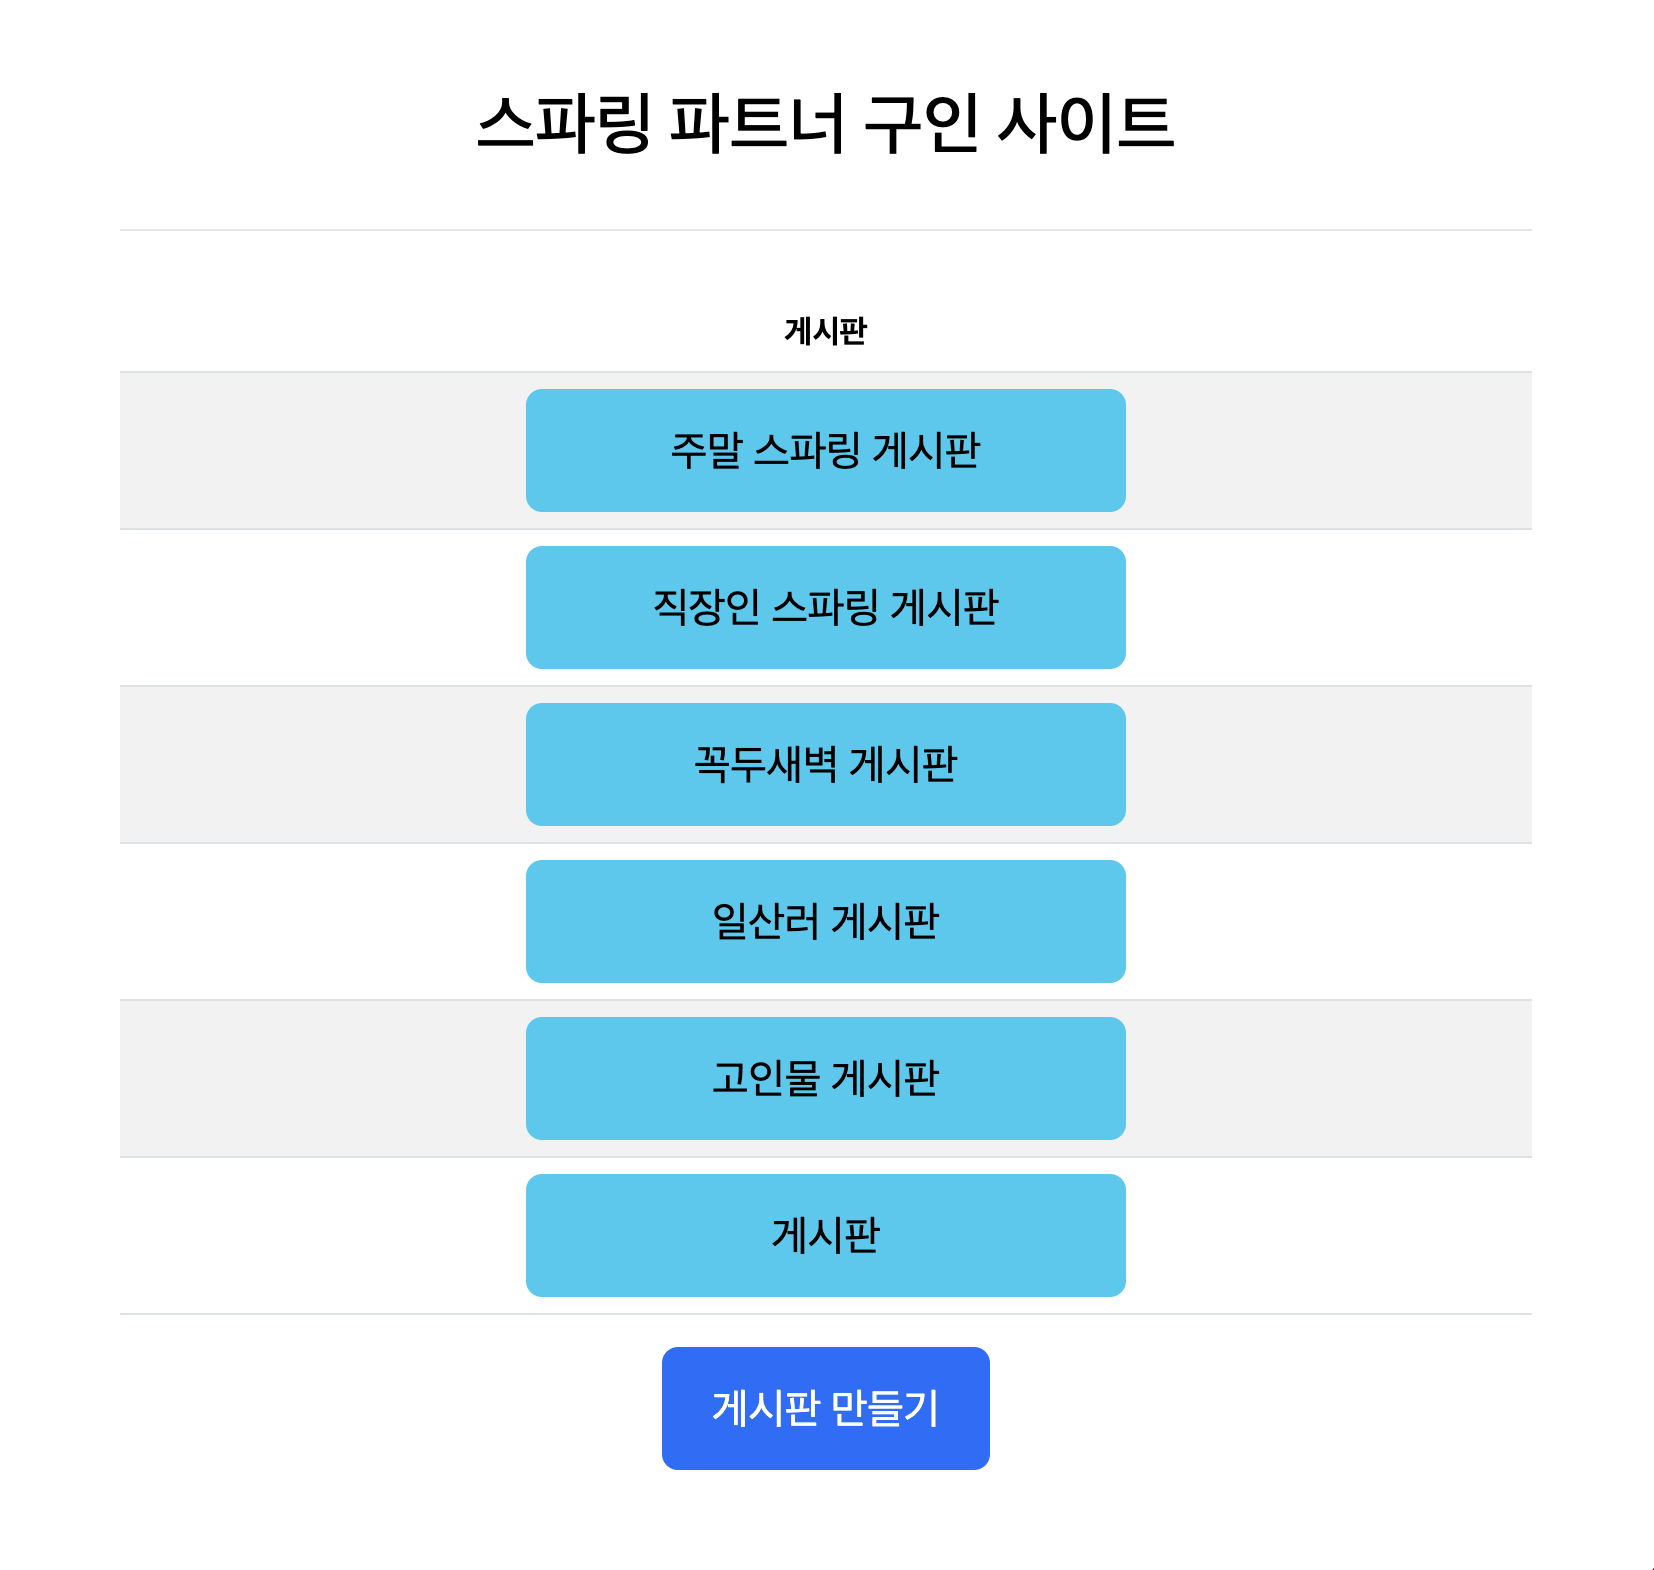 스파링 파트너 구인 사이트
게시판
주말 스파링 게시판
직장인 스파링 게시판
꼭두새벽 게시판
일산러 게시판
고인물 게시판
게시판
게시판 만들기